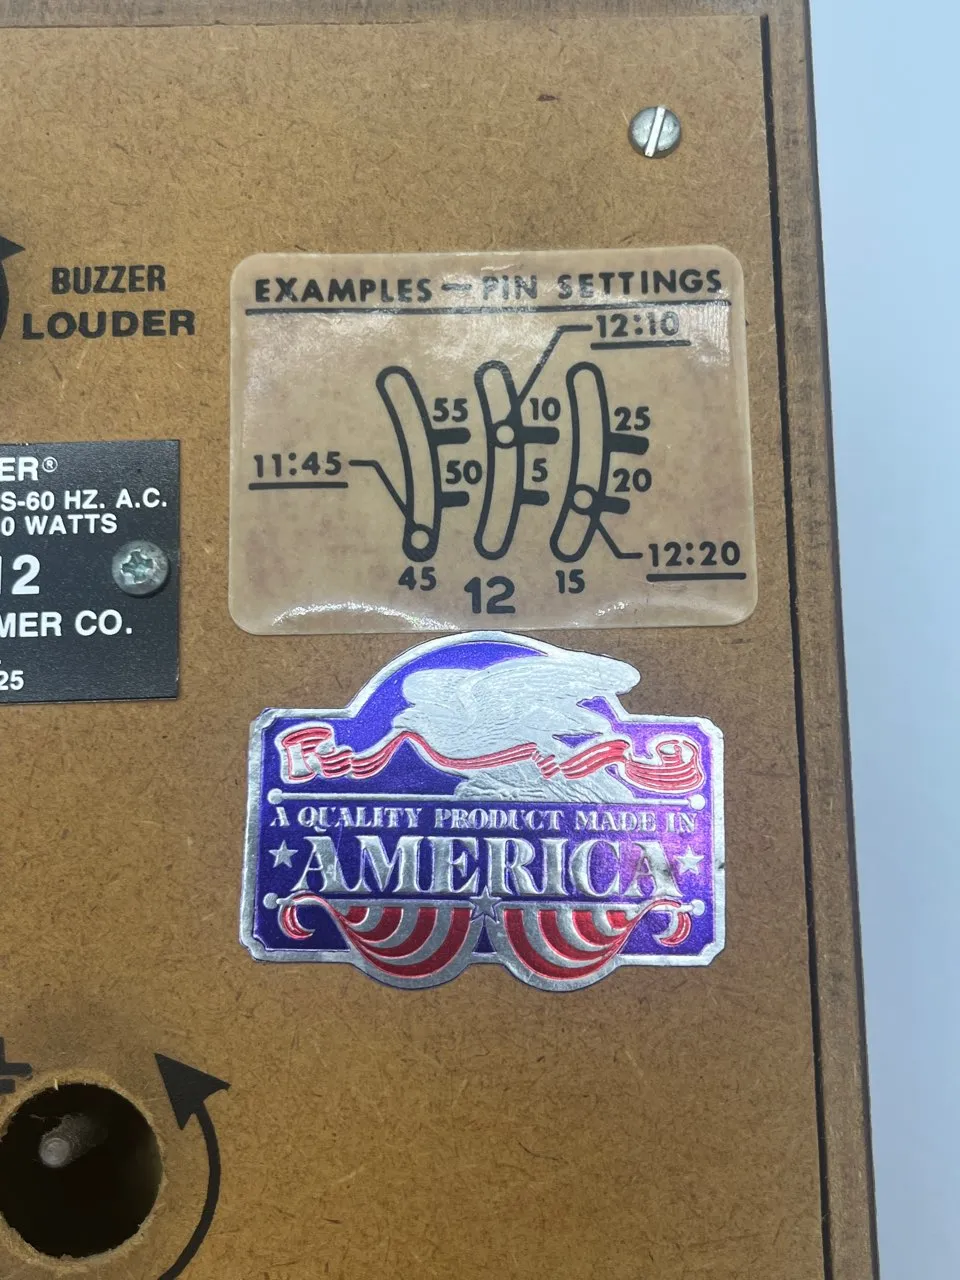 BUZZER
LOUDER
EXAMPLES — PIN SETTINGS
12:10
55
10
25
11:45
50
5
20
12:20
45
12
15
ER®
S-60 HZ. A.C.
0 WATTS
12
MER CO.
25
A QUALITY PRODUCT MADE IN
AMERICA